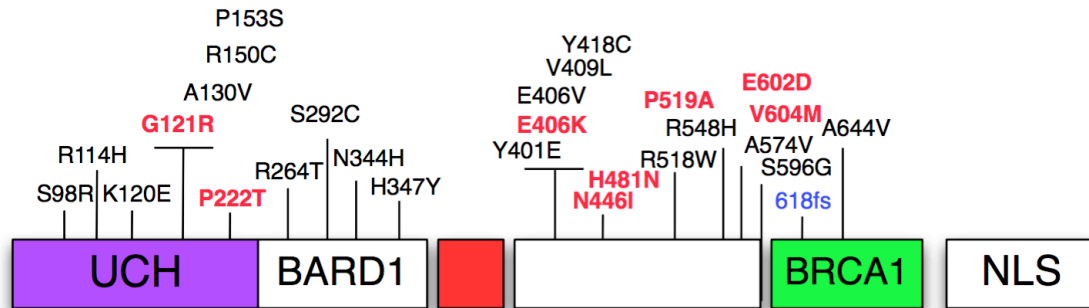 P153S
R150C
A130V
G121R
R114H
S98R
K120E
P222T
R264T
S292C
N344H
H347Y
Y418C
V409L
E406V
E406K
Y401E
H481N
N446I
P519A
R548H
R518W
E602D
V604M
A574V
S596G
618fs
A644V
UCH
BARD1
BRCA1
NLS